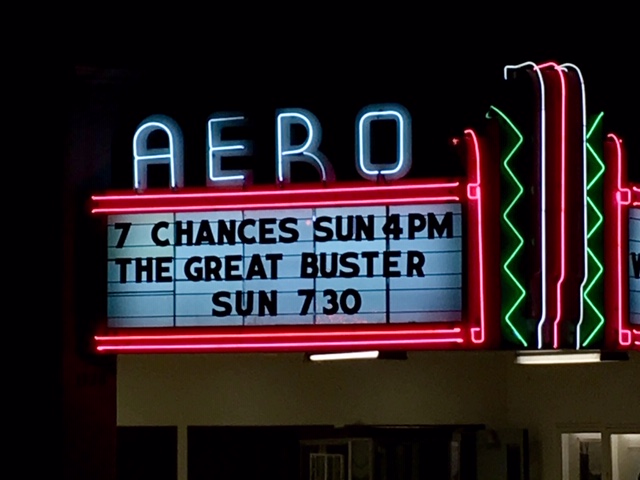 AERO
7 CHANCES SUN 4PM
THE GREAT BUSTER
SUN 730